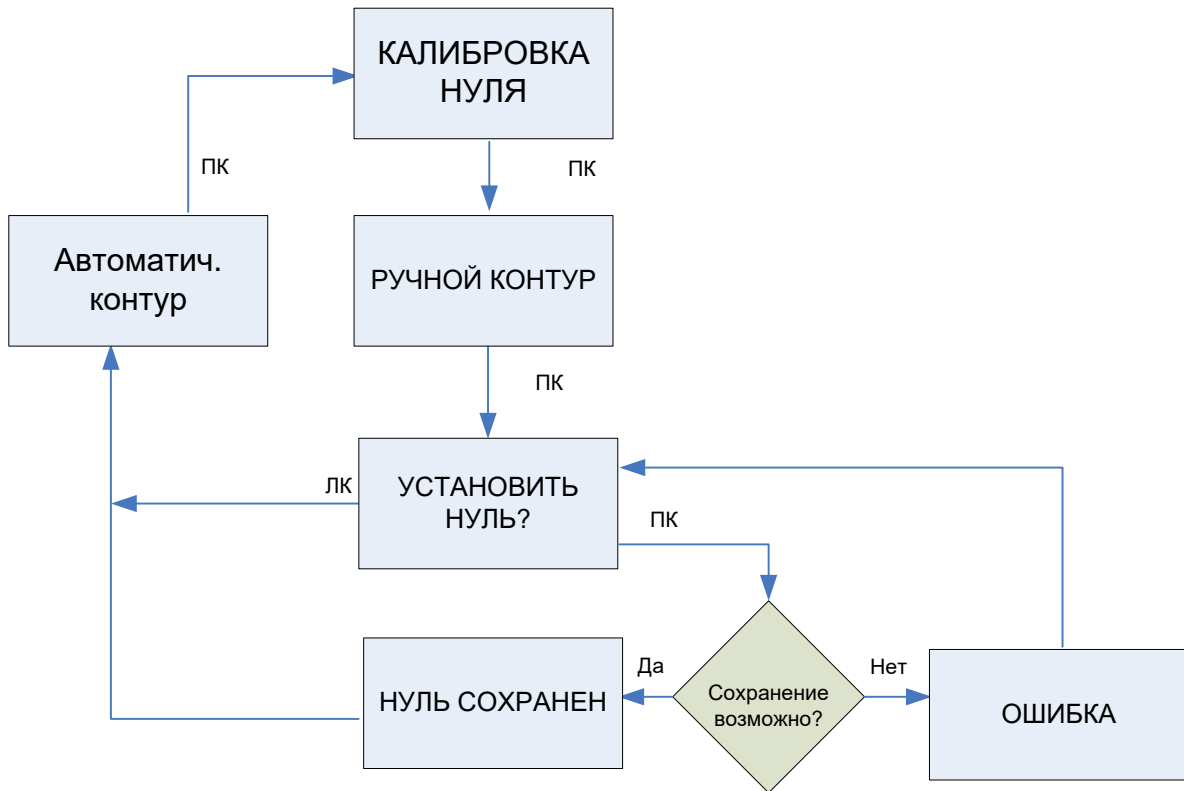 КАЛИБРОВКА
НУЛЯ
ПК
ПК
Автоматич.
контур
РУЧНОЙ КОНТУР
ПК
УСТАНОВИТЬ
НУЛЬ?
ЛК
ПК
НУЛЬ СОХРАНЕН
Да
Сохранение
возможно?
Нет
ОШИБКА